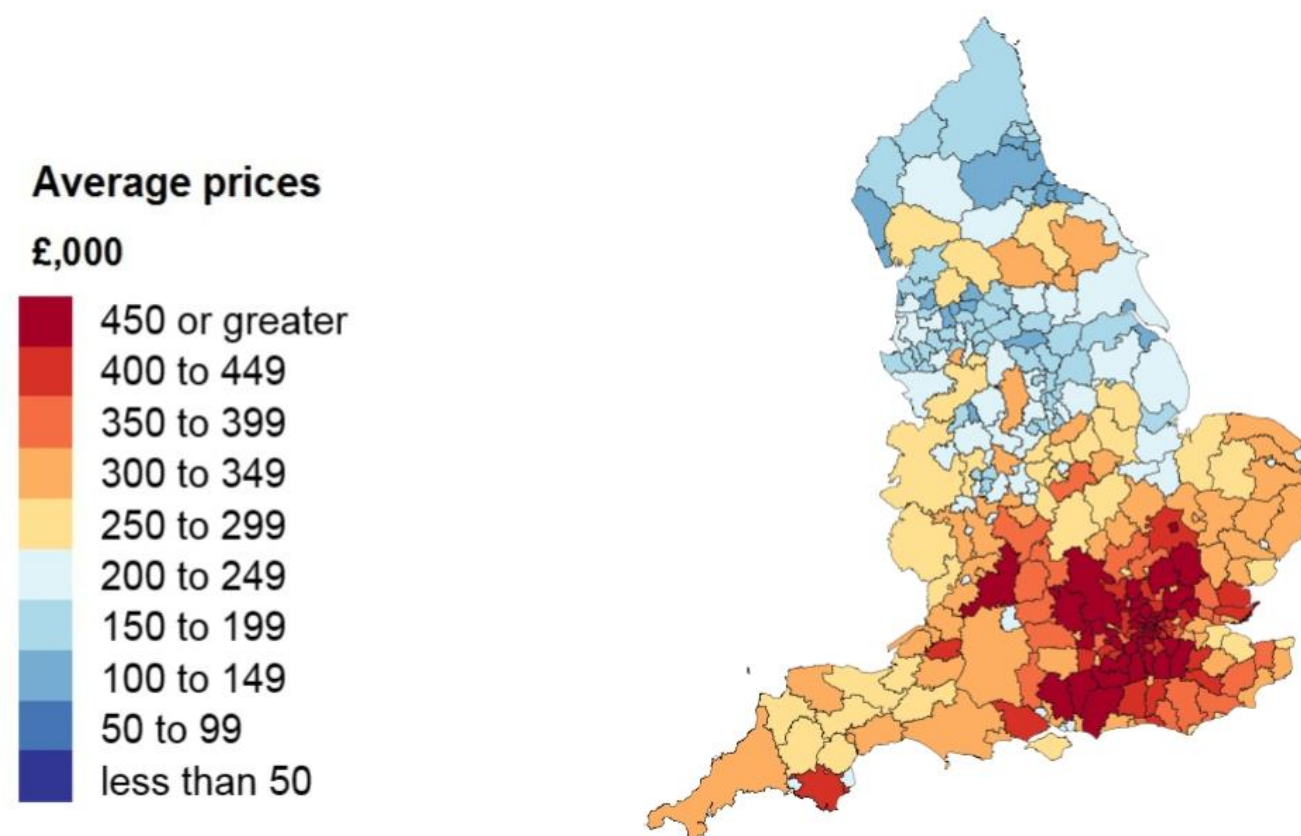 Average prices
£,000
450 or greater
400 to 449
350 to 399
300 to 349
250 to 299
200 to 249
150 to 199
100 to 149
50 to 99
less than 50